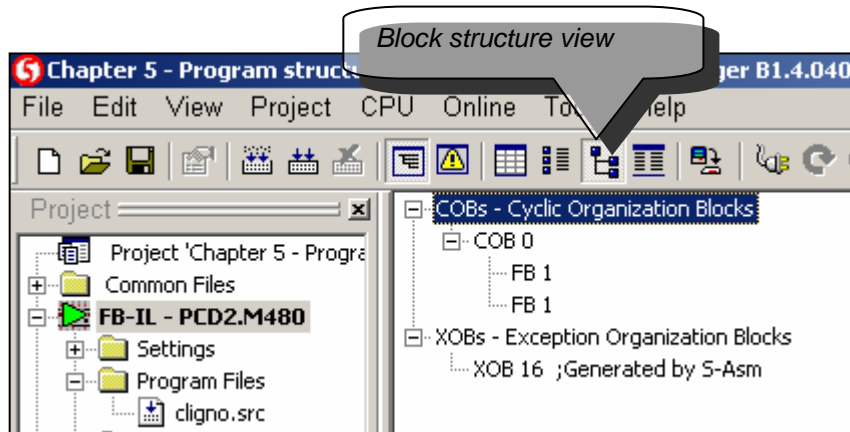 Block structure view
Chapter 5 - Program struct ger B1.4.040
File Edit View Project CPU Online To elp
Project
Project 'Chapter 5 - Progra
Common Files
FB-IL - PCD2.M480
Settings
Program Files
cligno.src
COBs - Cyclic Organization Blocks
COB 0
FB 1
FB 1
XOBs - Exception Organization Blocks
XOB 16 ;Generated by S-Asm